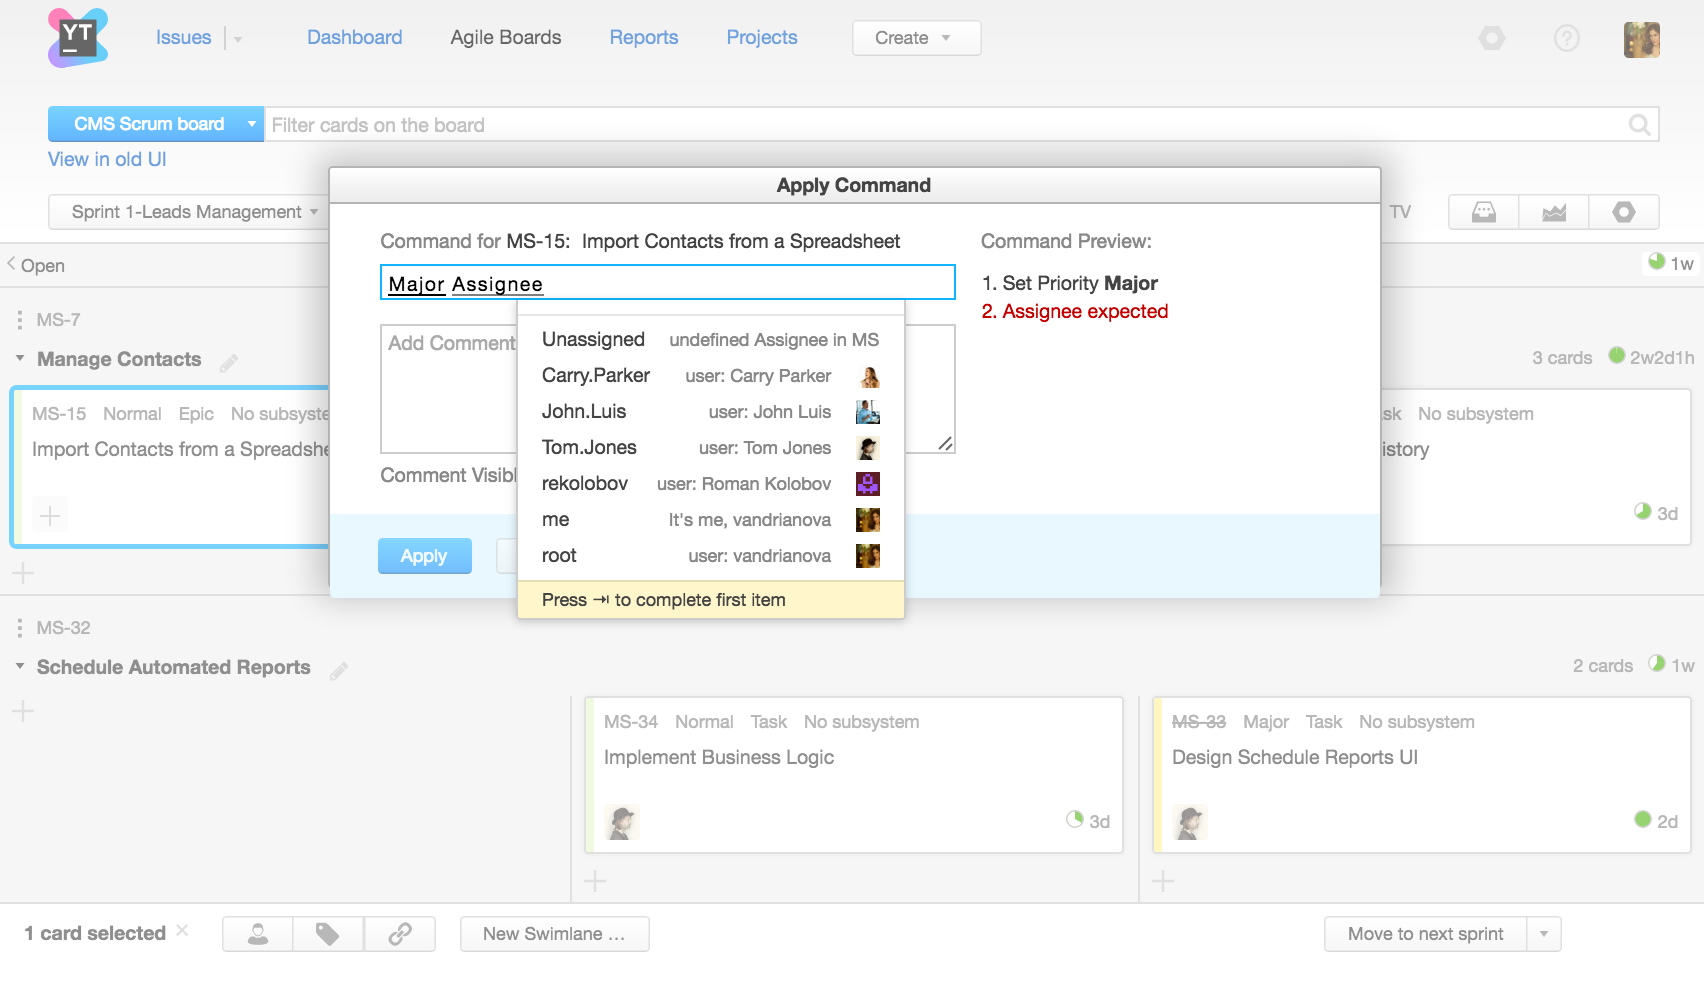 YT
Issues
Dashboard
Agile Boards
Reports
Projects
Create
CMS Scrum board
Filter cards on the board
View in old UI
Apply Command
Sprint 1-Leads Management
TV
Command for MS-15: Import Contacts from a Spreadsheet
Command Preview:
Open
1w
Major Assignee
1. Set Priority Major
2. Assignee expected
MS-7
Manage Contacts
3 cards
2w2d1h
Add Comment
Unassigned undefined Assignee in MS
Carry.Parker user: Carry Parker
John.Luis user: John Luis
Tom.Jones user: Tom Jones
rekolobov user: Roman Kolobov
me It's me, vandrianova
root user: vandrianova
Press ⇥ to complete first item
MS-15 Normal Epic No subsyste
Import Contacts from a Spreadshe
sk No subsystem
istory
3d
Comment Visibl
Apply
MS-32
Schedule Automated Reports
2 cards
1w
MS-34 Normal Task No subsystem
Implement Business Logic
3d
MS-33 Major Task No subsystem
Design Schedule Reports UI
2d
1 card selected
New Swimlane ...
Move to next sprint